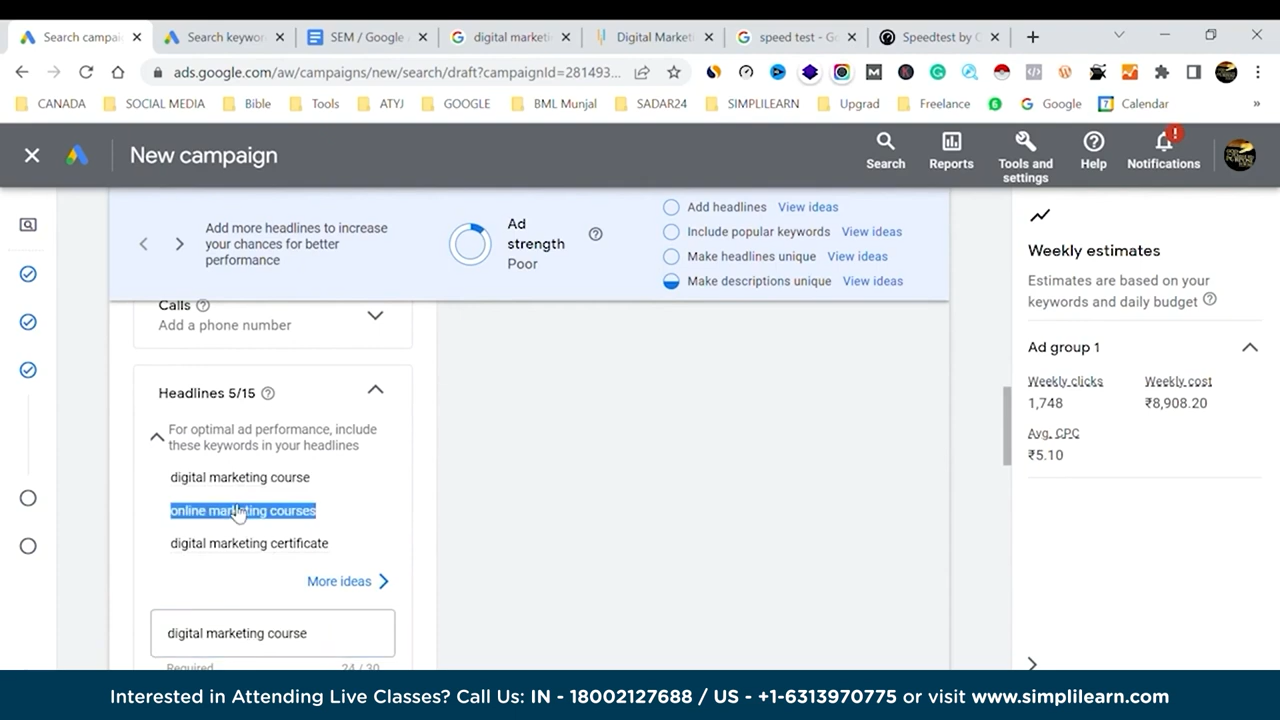 Search campai
Search keywor
SEM / Google
digital marketi
Digital Market
speed test - G
Speedtest by
ads.google.com/aw/campaigns/new/search/draft?campaignId=281493...
CANADA
SOCIAL MEDIA
Bible
Tools
ATYJ
GOOGLE
BML Munjal
SADAR24
SIMPLILEARN
Upgrad
Freelance
Google
Calendar
New campaign
Search
Reports
Tools and
settings
Help
Notifications
Add more headlines to increase
your chances for better
performance
Ad
strength
Poor
Add headlines View ideas
Include popular keywords View ideas
Make headlines unique View ideas
Make descriptions unique View ideas
Calls
Add a phone number
Headlines 5/15
For optimal ad performance, include
these keywords in your headlines
digital marketing course
online marketing courses
digital marketing certificate
More ideas
digital marketing course
Required 24 / 30
Weekly estimates
Estimates are based on your
keywords and daily budget
Ad group 1
Weekly clicks Weekly cost
1,748 ₹8,908.20
Avg. CPC
₹5.10
Interested in Attending Live Classes? Call Us: IN - 18002127688 / US - +1-6313970775 or visit www.simplilearn.com